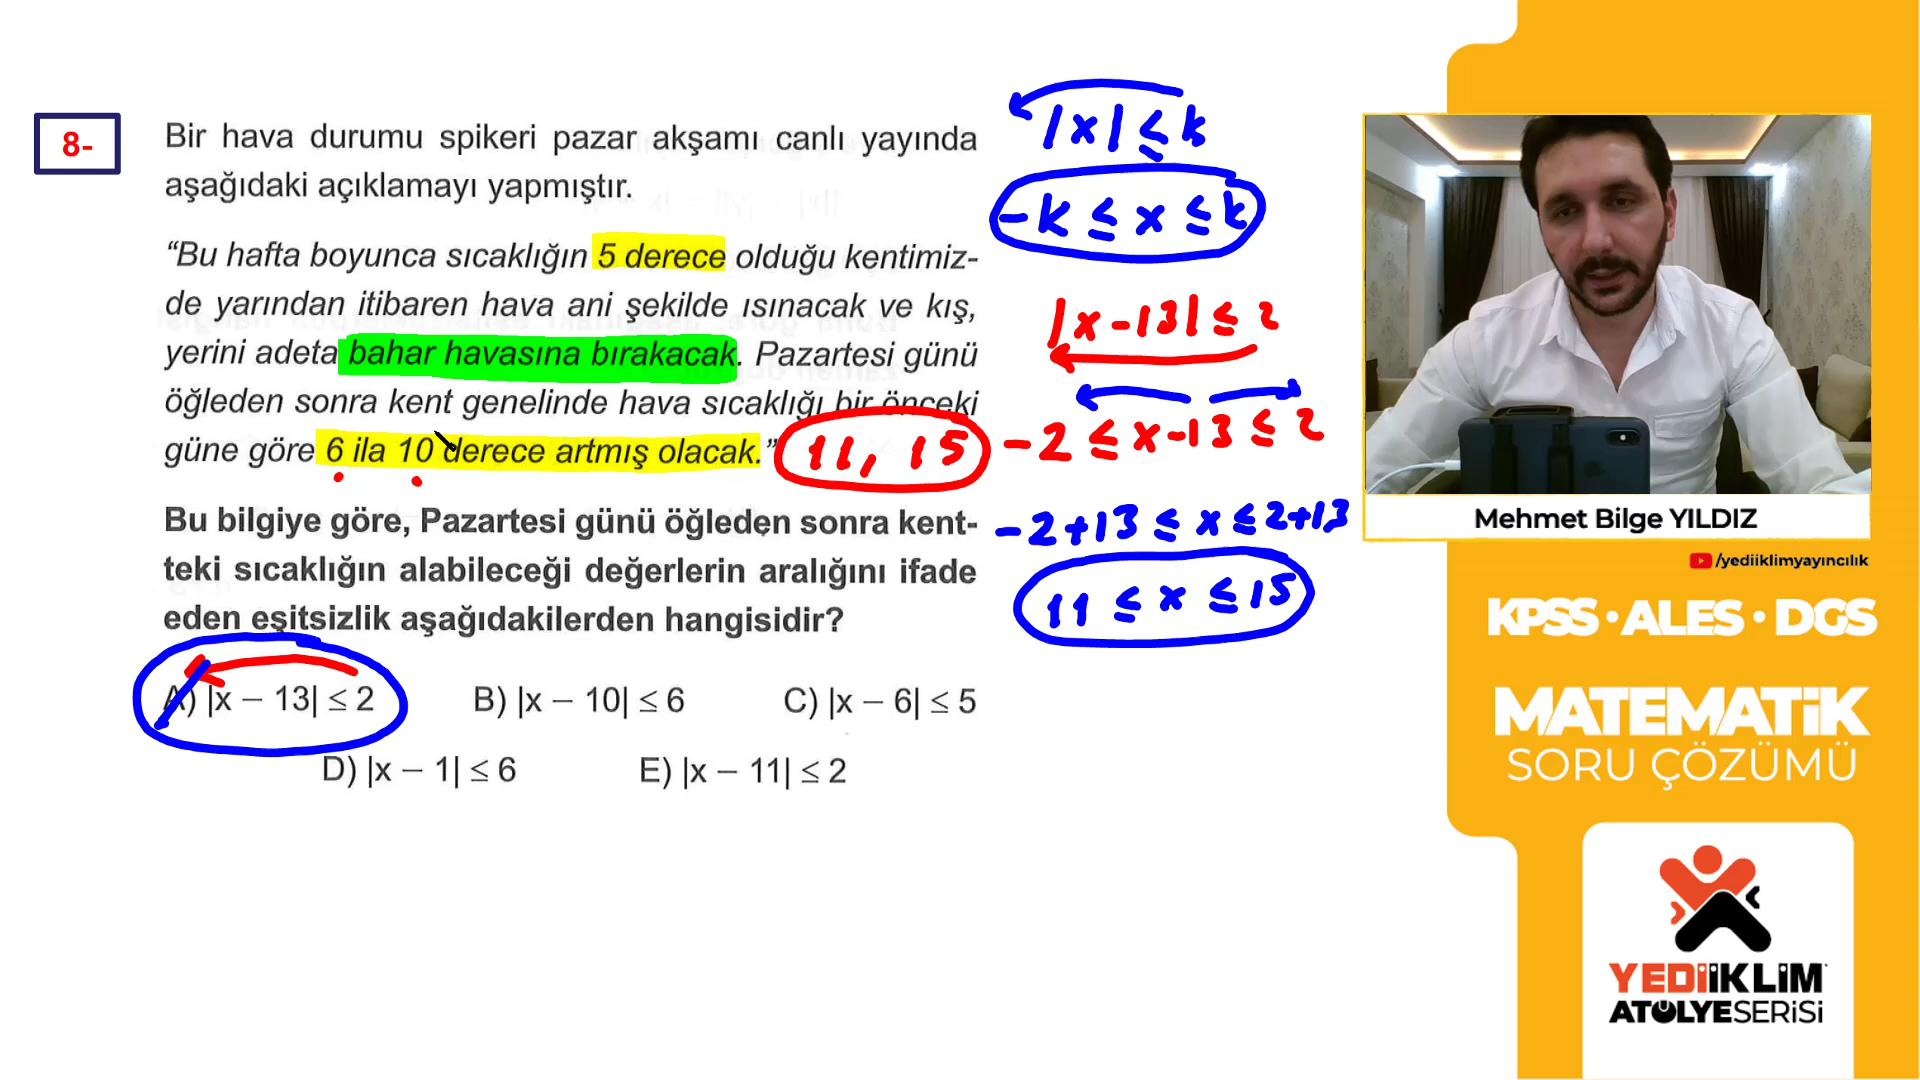 8-
Bir hava durumu spikeri pazar akşamı canlı yayında
aşağıdaki açıklamayı yapmıştır.
“Bu hafta boyunca sıcaklığın 5 derece olduğu kentimiz-
de yarından itibaren hava ani şekilde ısınacak ve kış,
yerini adeta bahar havasına bırakacak. Pazartesi günü
öğleden sonra kent genelinde hava sıcaklığı bir önceki
güne göre 6 ila 10 derece artmış olacak.”
11, 15
Bu bilgiye göre, Pazartesi günü öğleden sonra kent-
teki sıcaklığın alabileceği değerlerin aralığını ifade
eden eşitsizlik aşağıdakilerden hangisidir?
A) |x – 13| ≤ 2
B) |x – 10| ≤ 6
C) |x – 6| ≤ 5
D) |x – 1| ≤ 6
E) |x – 11| ≤ 2
|x| ≤ k
-k ≤ x ≤ k
|x-13| ≤ 2
-2 ≤ x-13 ≤ 2
-2+13 ≤ x ≤ 2+13
11 ≤ x ≤ 15
Mehmet Bilge YILDIZ
/yediiklimyayıncılık
KPSS • ALES • DGS
MATEMATİK
SORU ÇÖZÜMÜ
YEDİİKLİM
ATÖLYESERİSİ